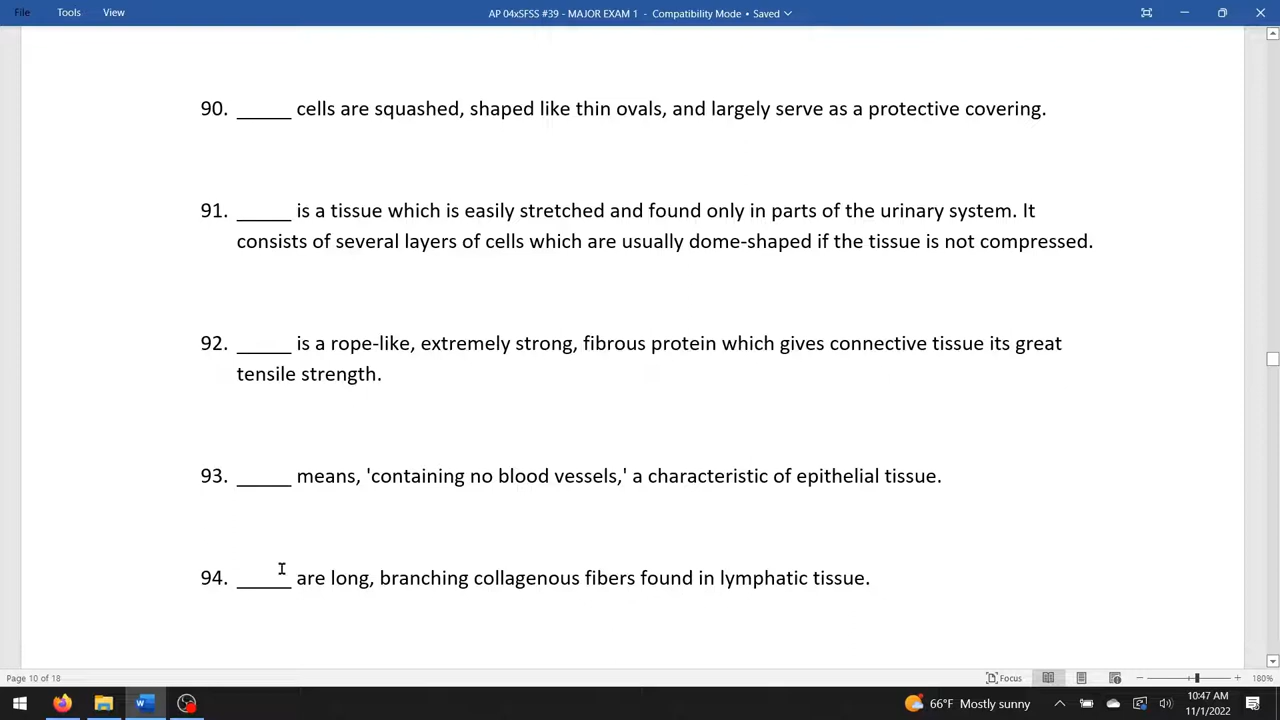 File Tools View AP 04xSFSS #39 - MAJOR EXAM 1 - Compatibility Mode • Saved
90. _____ cells are squashed, shaped like thin ovals, and largely serve as a protective covering.
91. _____ is a tissue which is easily stretched and found only in parts of the urinary system. It
consists of several layers of cells which are usually dome-shaped if the tissue is not compressed.
92. _____ is a rope-like, extremely strong, fibrous protein which gives connective tissue its great
tensile strength.
93. _____ means, 'containing no blood vessels,' a characteristic of epithelial tissue.
94. _____ are long, branching collagenous fibers found in lymphatic tissue.
Page 10 of 18 Focus 180%
66°F Mostly sunny 10:47 AM
11/1/2022